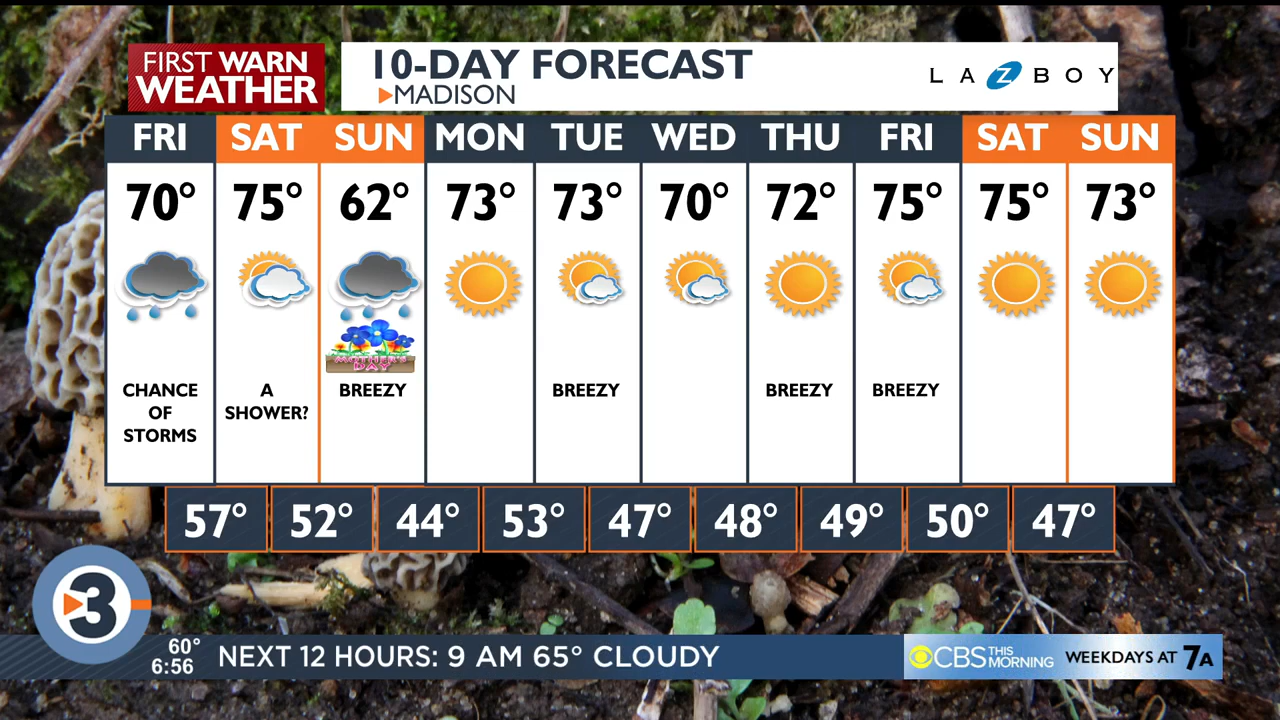 FIRST WARN
WEATHER
10-DAY FORECAST
MADISON
LA Z BOY
FRI SAT SUN MON TUE WED THU FRI SAT SUN
70° 75° 62° 73° 73° 70° 72° 75° 75° 73°
MOTHER'S
DAY
CHANCE
OF
STORMS
A
SHOWER?
BREEZY
BREEZY
BREEZY
BREEZY
57° 52° 44° 53° 47° 48° 49° 50° 47°
3
60°
6:56
NEXT 12 HOURS: 9 AM 65° CLOUDY
CBS THIS
MORNING
WEEKDAYS AT 7A